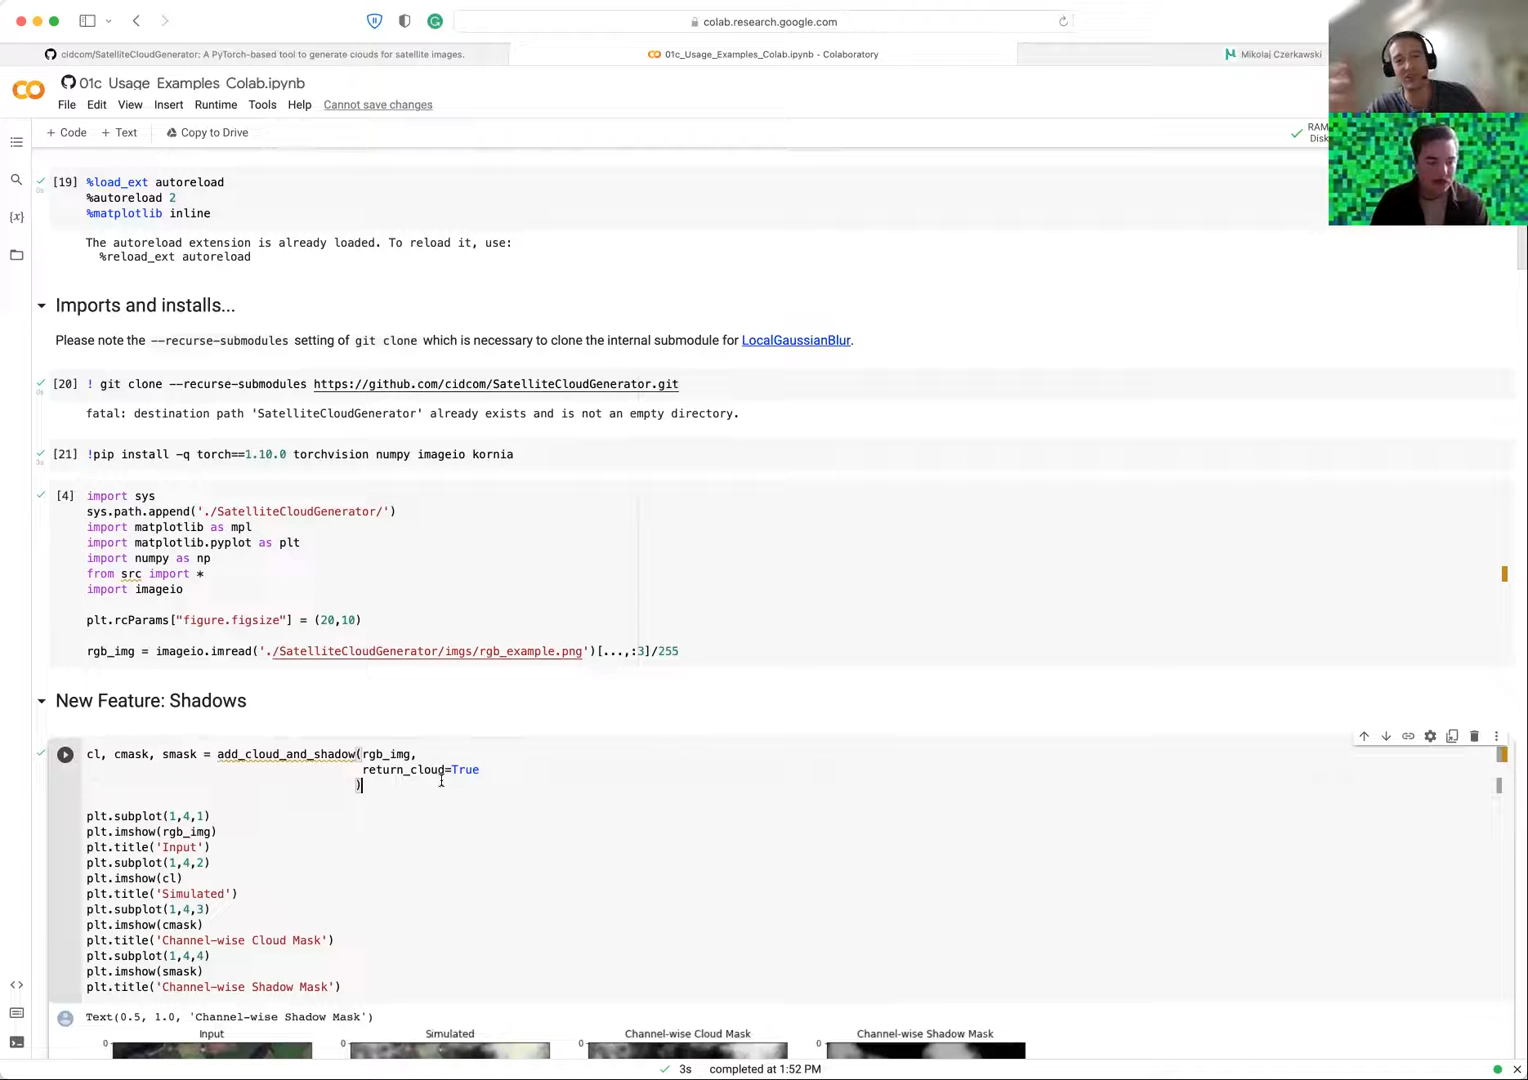 colab.research.google.com
cidcom/SatelliteCloudGenerator: A PyTorch-based tool to generate clouds for satellite images.
01c_Usage_Examples_Colab.ipynb - Colaboratory
Mikolaj Czerkawski
01c_Usage_Examples_Colab.ipynb
File Edit View Insert Runtime Tools Help Cannot save changes
+ Code + Text Copy to Drive
RAM
Disk
[19] %load_ext autoreload
%autoreload 2
%matplotlib inline
The autoreload extension is already loaded. To reload it, use:
%reload_ext autoreload
Imports and installs...
Please note the --recurse-submodules setting of git clone which is necessary to clone the internal submodule for LocalGaussianBlur.
[20] ! git clone --recurse-submodules https://github.com/cidcom/SatelliteCloudGenerator.git
fatal: destination path 'SatelliteCloudGenerator' already exists and is not an empty directory.
[21] !pip install -q torch==1.10.0 torchvision numpy imageio kornia
[4] import sys
sys.path.append('./SatelliteCloudGenerator/')
import matplotlib as mpl
import matplotlib.pyplot as plt
import numpy as np
from src import *
import imageio
plt.rcParams["figure.figsize"] = (20,10)
rgb_img = imageio.imread('./SatelliteCloudGenerator/imgs/rgb_example.png')[...,:3]/255
New Feature: Shadows
cl, cmask, smask = add_cloud_and_shadow(rgb_img,
return_cloud=True
)
plt.subplot(1,4,1)
plt.imshow(rgb_img)
plt.title('Input')
plt.subplot(1,4,2)
plt.imshow(cl)
plt.title('Simulated')
plt.subplot(1,4,3)
plt.imshow(cmask)
plt.title('Channel-wise Cloud Mask')
plt.subplot(1,4,4)
plt.imshow(smask)
plt.title('Channel-wise Shadow Mask')
Text(0.5, 1.0, 'Channel-wise Shadow Mask')
Input Simulated Channel-wise Cloud Mask Channel-wise Shadow Mask
0 0 0 0
3s completed at 1:52 PM